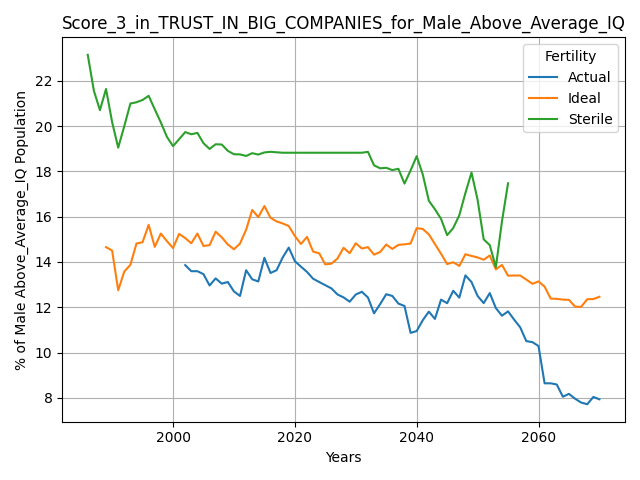 Score_3_in_TRUST_IN_BIG_COMPANIES_for_Male_Above_Average_IQ
% of Male Above_Average_IQ Population
22
20
18
16
14
12
10
8
Fertility
Actual
Ideal
Sterile
2000
2020
2040
2060
Years